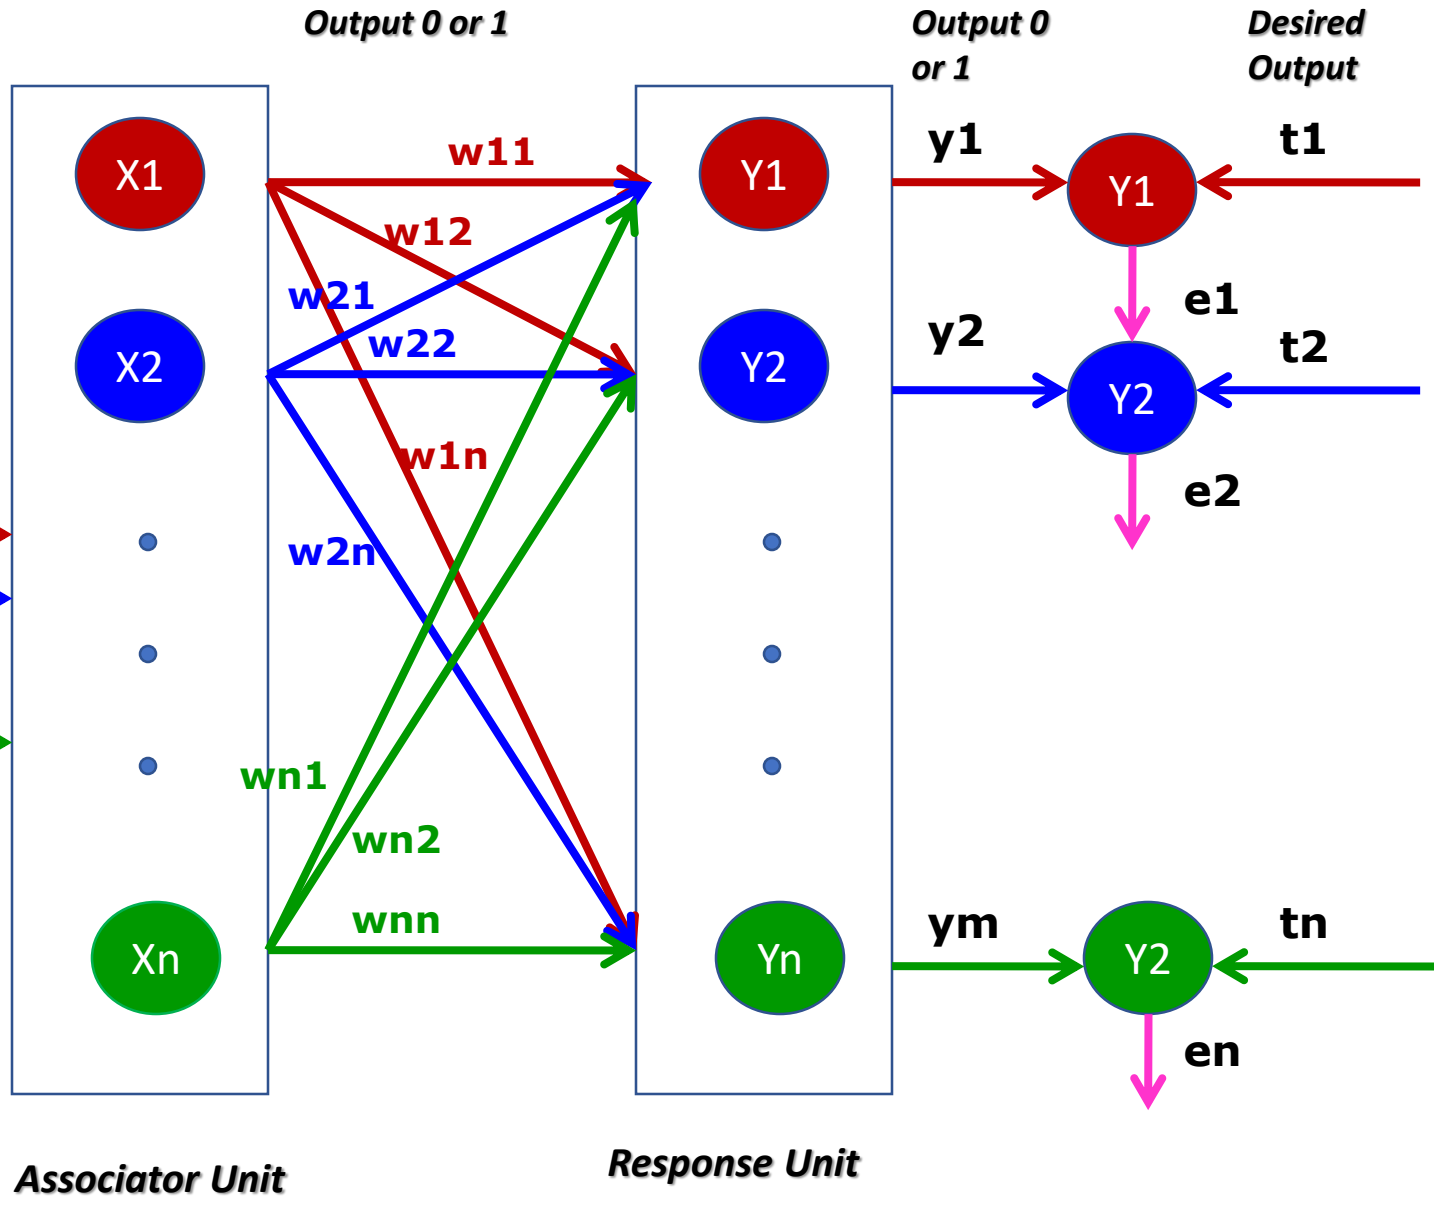 Output 0 or 1
Output 0
or 1
Desired
Output
X1
w11
Y1
y1
Y1
t1
w12
w21
e1
X2
w22
Y2
y2
Y2
t2
w1n
e2
w2n
wn1
wn2
wnn
Xn
Yn
ym
Y2
tn
en
Associator Unit
Response Unit